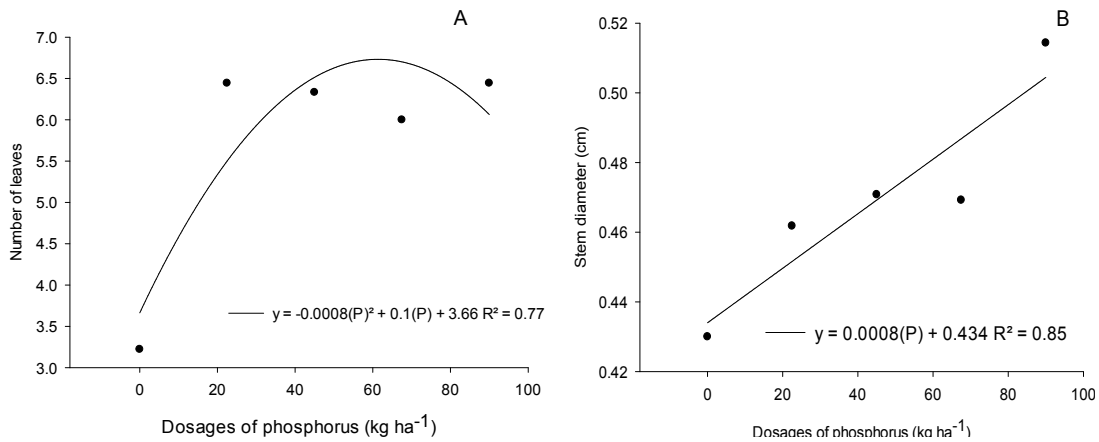 A
7.0
6.5
6.0
5.5
5.0
4.5
4.0
3.5
3.0
Number of leaves
y = -0.0008(P)² + 0.1(P) + 3.66 R² = 0.77
0 20 40 60 80 100
Dosages of phosphorus (kg ha⁻¹)
B
0.52
0.50
0.48
0.46
0.44
0.42
Stem diameter (cm)
y = 0.0008(P) + 0.434 R² = 0.85
0 20 40 60 80 100
Dosages of phosphorus (kg ha⁻¹)